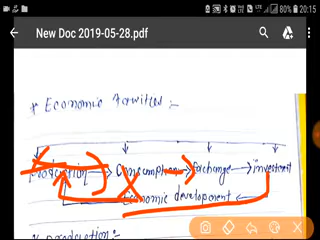 80% 20:15
New Doc 2019-05-28.pdf
* Economic Activities :-
Production → Consumption → Exchange → investment
Economic development
* Production :-